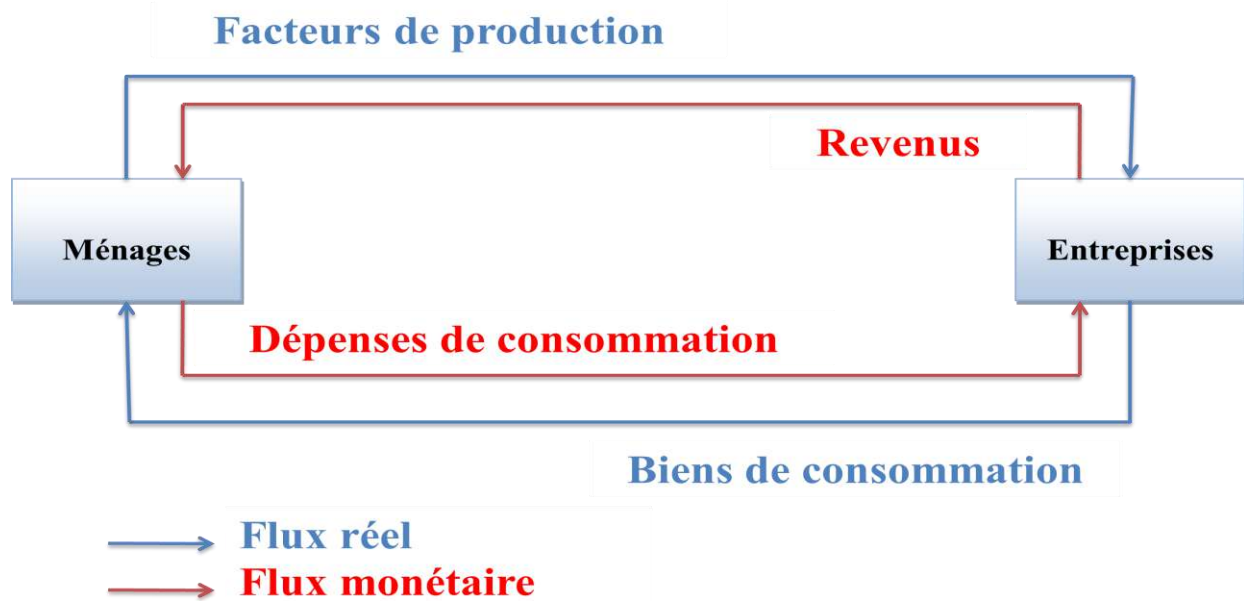 Facteurs de production
Revenus
Ménages
Entreprises
Dépenses de consommation
Biens de consommation
Flux réel
Flux monétaire